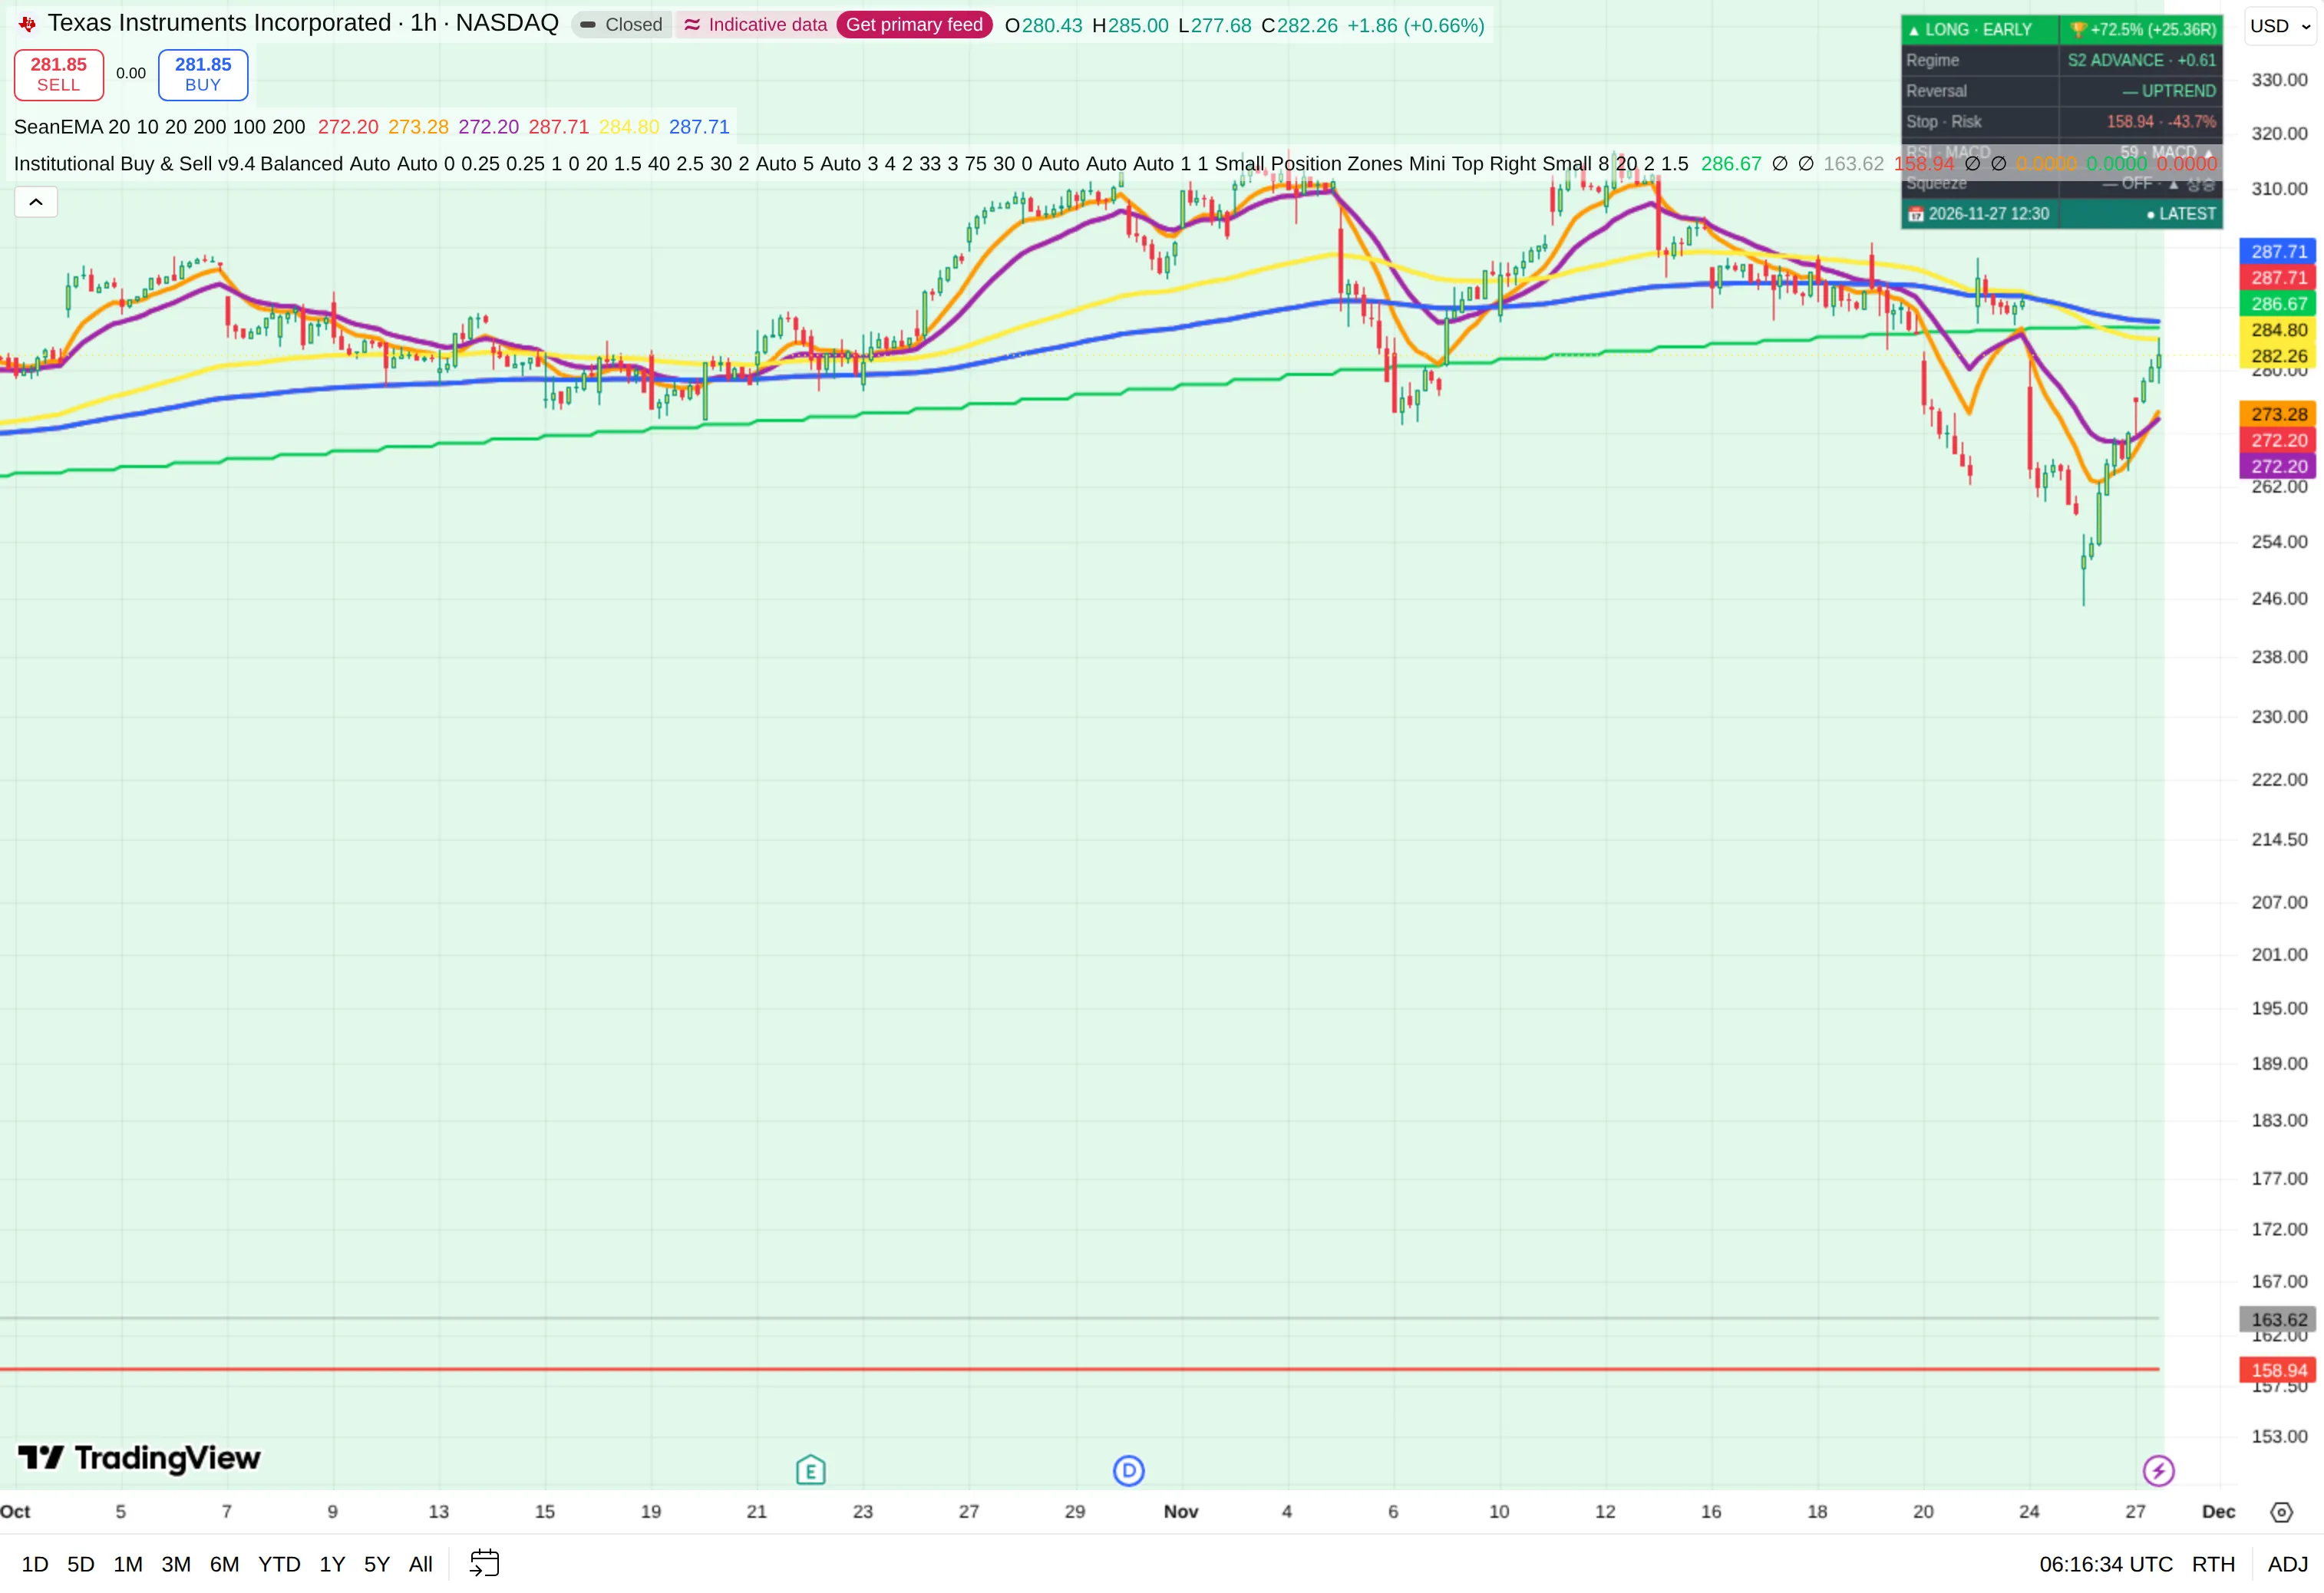 Texas Instruments Incorporated · 1h · NASDAQ Closed Indicative data Get primary feed O280.43 H285.00 L277.68 C282.26 +1.86 (+0.66%)
281.85 SELL
0.00
281.85 BUY
SeanEMA 20 10 20 200 100 200 272.20 273.28 272.20 287.71 284.80 287.71
Institutional Buy & Sell v9.4 Balanced Auto Auto 0 0.25 0.25 1 0 20 1.5 40 2.5 30 2 Auto 5 Auto 3 4 2 33 3 75 30 0 Auto Auto Auto 1 1 Small Position Zones Mini Top Right Small 8 20 2 1.5 286.67 ∅ ∅ 163.62 158.94 ∅ ∅ 0.0000 0.0000 0.0000
▲ LONG · EARLY 🏆 +72.5% (+25.36R)
Regime S2 ADVANCE · +0.61
Reversal — UPTREND
Stop · Risk 158.94 · -43.7%
RSI · MACD 59 · MACD ▲
Squeeze — OFF · ▲ 상승
📅 2026-11-27 12:30 ● LATEST
USD
330.00
320.00
310.00
287.71
287.71
286.67
284.80
282.26
280.00
273.28
272.20
272.20
262.00
254.00
246.00
238.00
230.00
222.00
214.50
207.00
201.00
195.00
189.00
183.00
177.00
172.00
167.00
163.62
162.00
158.94
157.50
153.00
TradingView
E
D
Oct 5 7 9 13 15 19 21 23 27 29 Nov 4 6 10 12 16 18 20 24 27 Dec
1D 5D 1M 3M 6M YTD 1Y 5Y All
06:16:34 UTC RTH ADJ